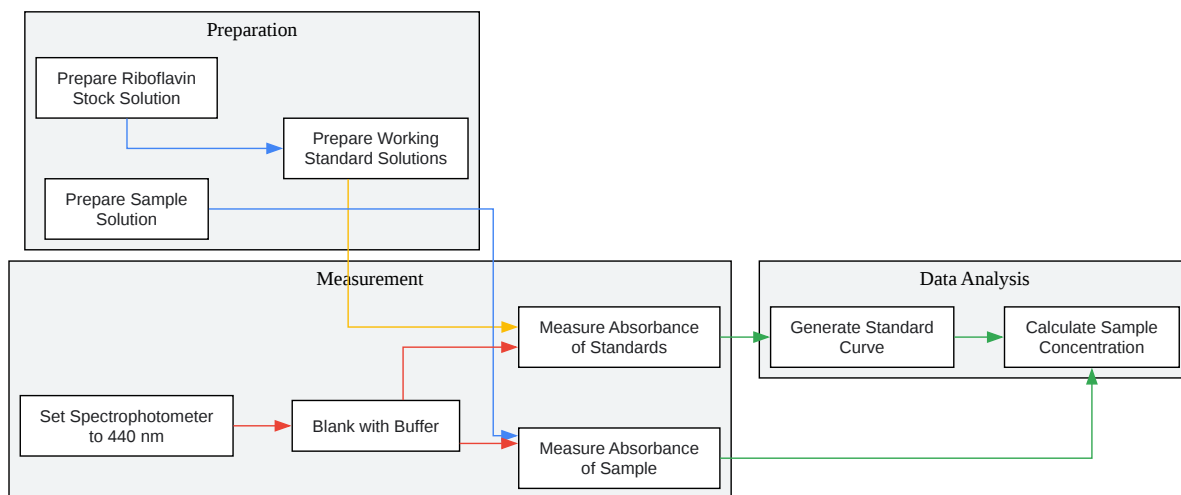 Preparation
Prepare Riboflavin
Stock Solution
Prepare Working
Standard Solutions
Prepare Sample
Solution
Measurement
Measure Absorbance
of Standards
Set Spectrophotometer
to 440 nm
Blank with Buffer
Measure Absorbance
of Sample
Data Analysis
Generate Standard
Curve
Calculate Sample
Concentration